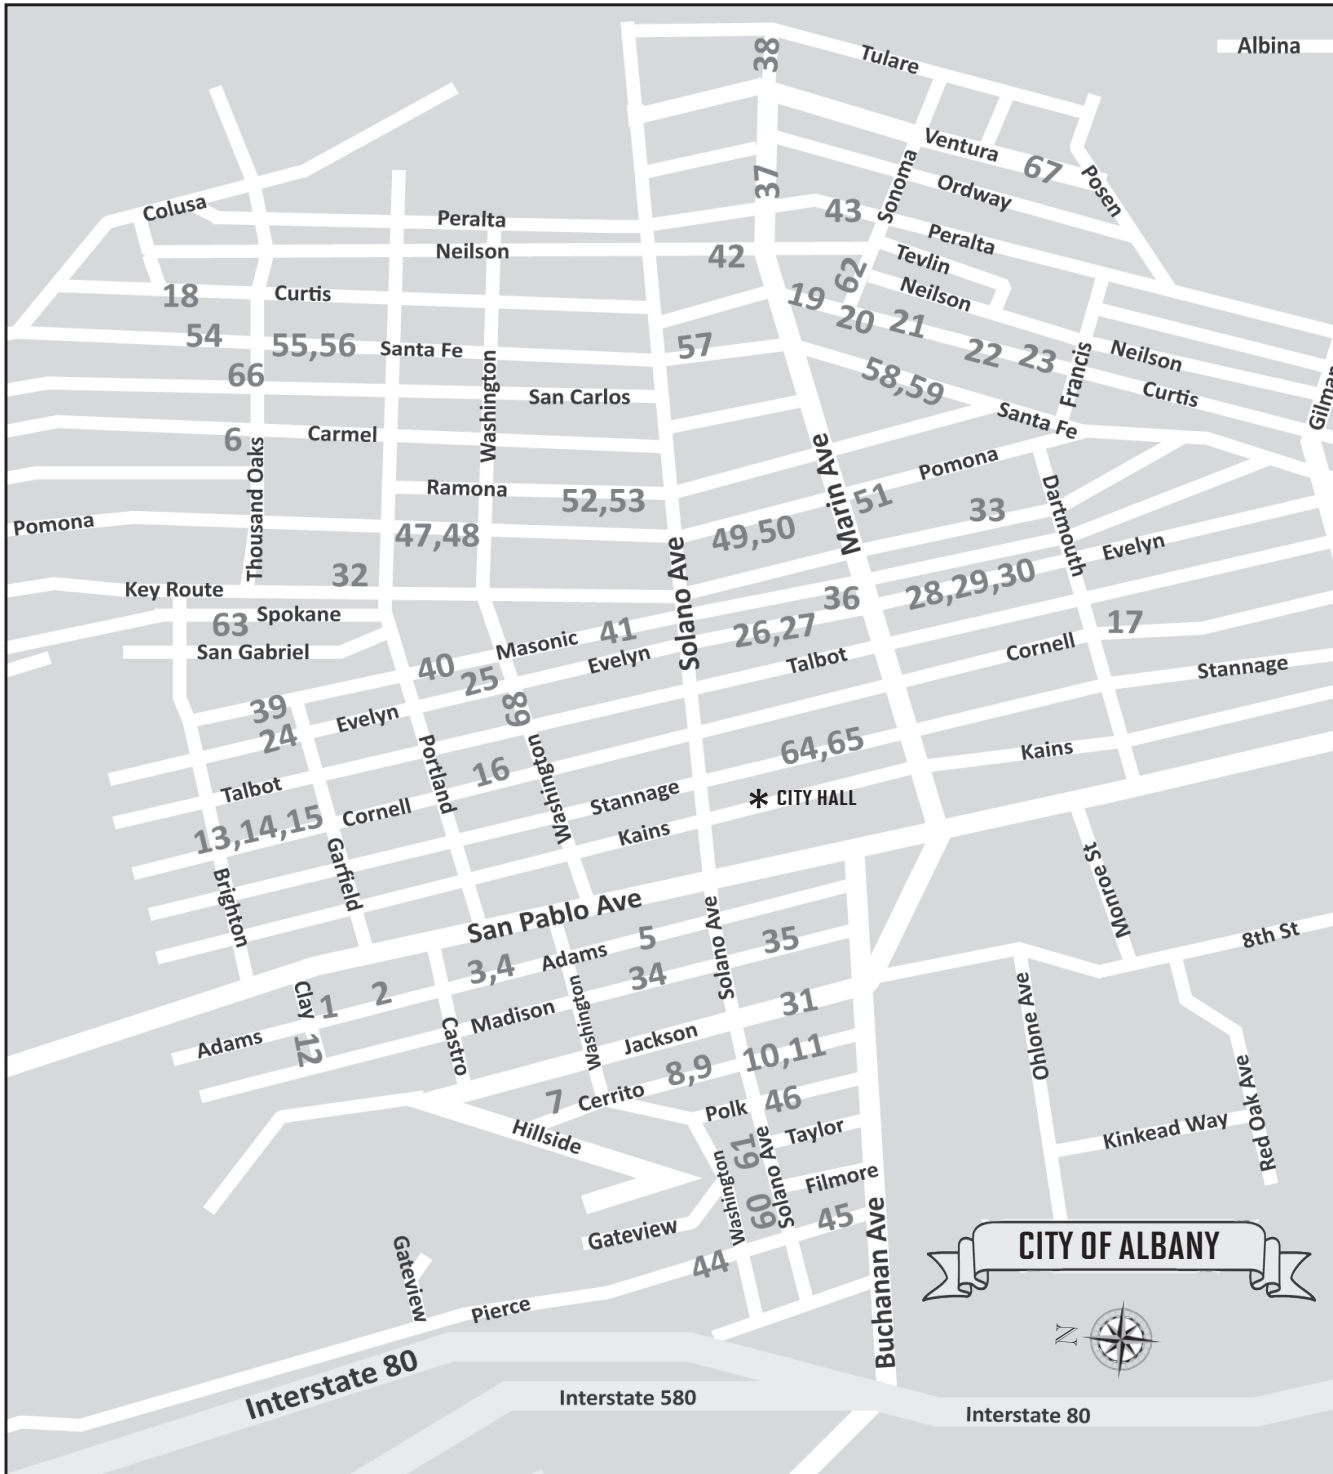 38
Tulare
Albina
Ventura
67
37
Sonoma
Ordway
Posen
Colusa
Peralta
43
Neilson
42
Peralta
Tevlin
62
Neilson
18
Curtis
19
20
21
54
55,56
Santa Fe
57
22
23
Francis
Neilson
66
Washington
58,59
Curtis
San Carlos
Gilman
6
Carmel
Santa Fe
Thousand Oaks
Marin Ave
Pomona
Ramona
52,53
51
33
Dartmouth
Pomona
47,48
49,50
Evelyn
Solano Ave
32
Key Route
28,29,30
36
63
Spokane
Masonic
41
26,27
17
San Gabriel
Evelyn
Talbot
Cornell
Stannage
40
25
39
68
24
Evelyn
64,65
Kains
Portland
Washington
16
Talbot
Stannage
CITY HALL
13,14,15
Cornell
Kains
Garfield
Brighton
Monroe St
San Pablo Ave
Solano Ave
8th St
5
35
Adams
3,4
34
Clay
1
2
Madison
Washington
31
Ohlone Ave
Adams
12
Castro
Jackson
10,11
8,9
Red Oak Ave
7
Cerrito
Polk
46
Hillside
Taylor
Kinkead Way
61
Solano Ave
Washington
Filmore
60
45
Gateview
Buchanan Ave
CITY OF ALBANY
44
Gateview
Pierce
N
Interstate 80
Interstate 580
Interstate 80